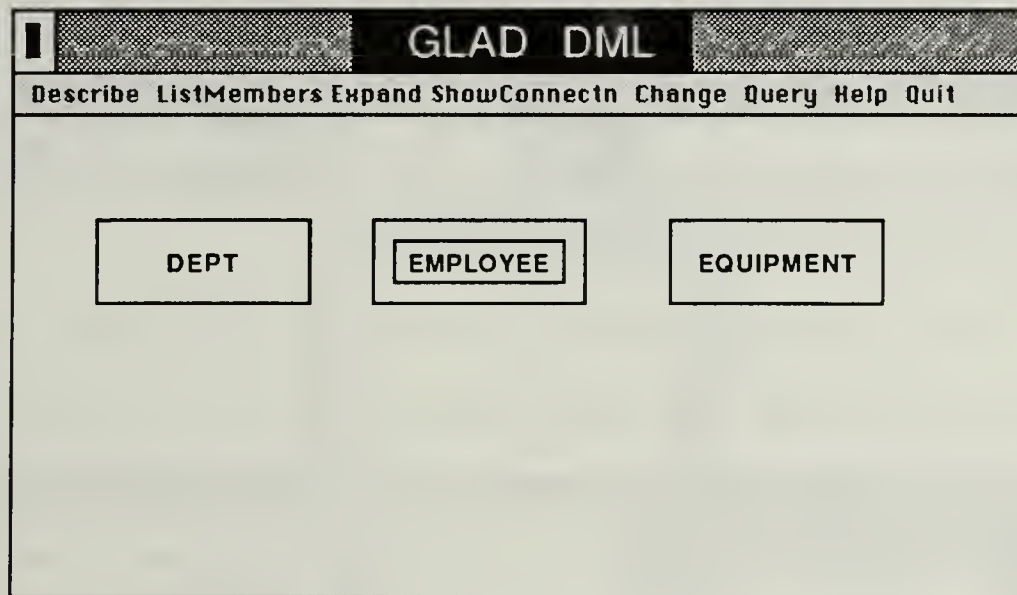 GLAD DML
Describe ListMembers Expand ShowConnectn Change Query Help Quit
DEPT EMPLOYEE EQUIPMENT